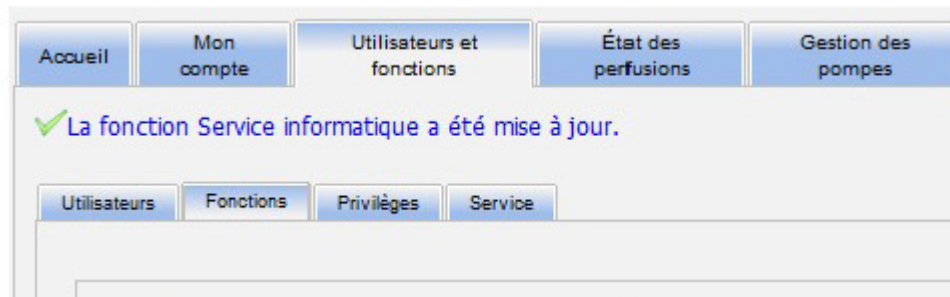 Accueil
Mon compte
Utilisateurs et fonctions
État des perfusions
Gestion des pompes
La fonction Service informatique a été mise à jour.
Utilisateurs
Fonctions
Privilèges
Service